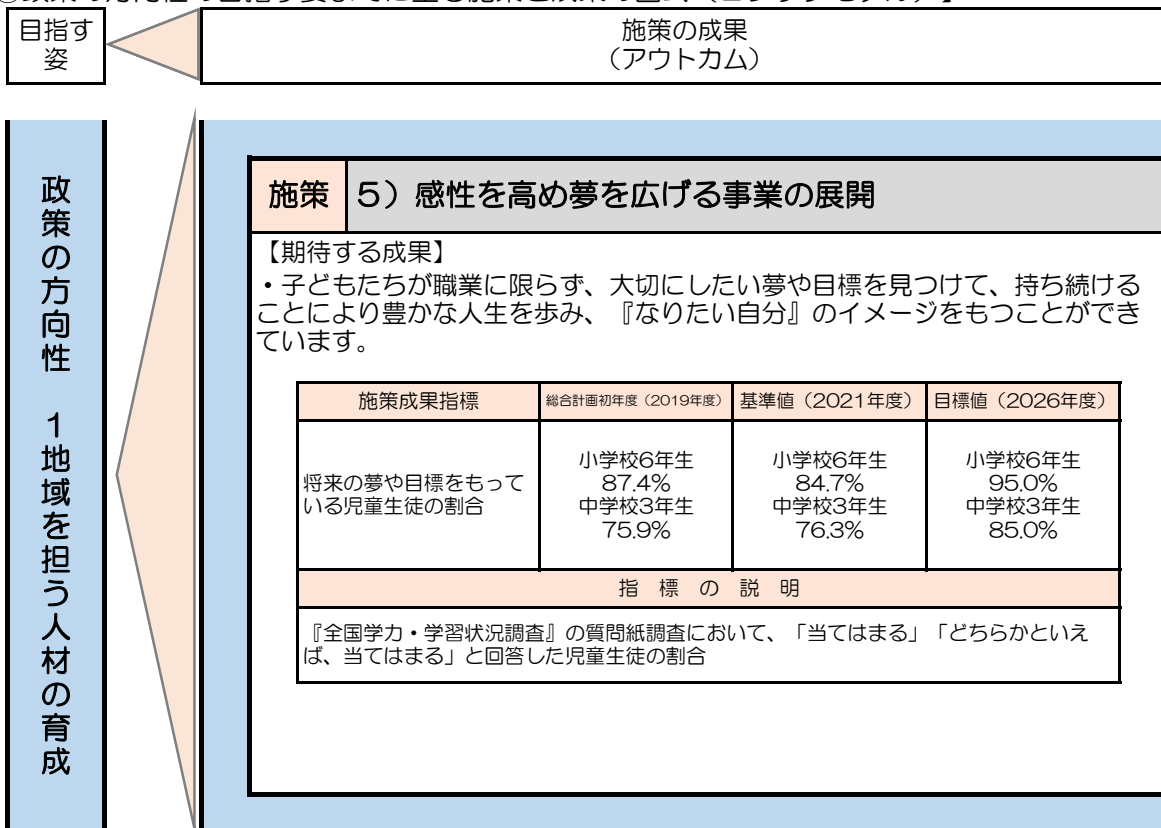 目指す
姿
施策の成果
（アウトカム）
政策の方向性　１地域を担う人材の育成
施策
５）感性を高め夢を広げる事業の展開
【期待する成果】
・子どもたちが職業に限らず、大切にしたい夢や目標を見つけて、持ち続ける
ことにより豊かな人生を歩み、『なりたい自分』のイメージをもつことができ
ています。
施策成果指標
総合計画初年度（2019年度）
基準値（2021年度）
目標値（2026年度）
将来の夢や目標をもって
いる児童生徒の割合
小学校6年生
87.4%
中学校3年生
75.9%
小学校6年生
84.7%
中学校3年生
76.3%
小学校6年生
95.0%
中学校3年生
85.0%
指　標　の　説　明
『全国学力・学習状況調査』の質問紙調査において、「当てはまる」「どちらかといえ
ば、当てはまる」と回答した児童生徒の割合